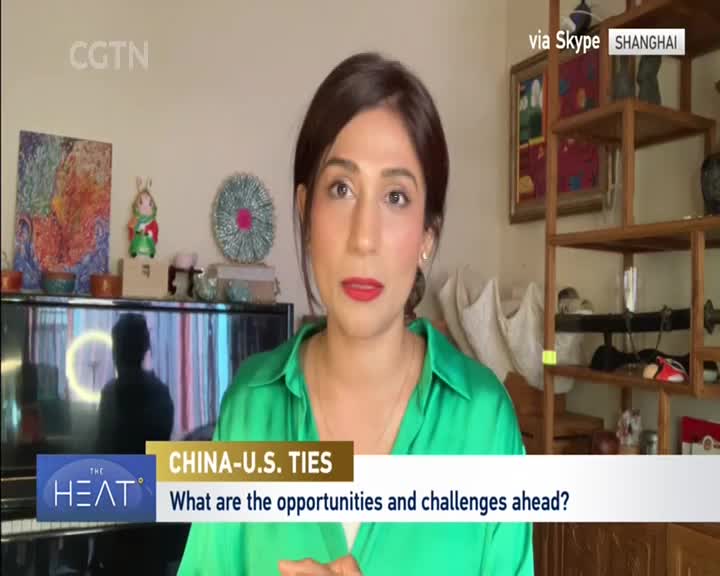 CGTN
via Skype SHANGHAI
CHINA-U.S. TIES
THE
HEAT
What are the opportunities and challenges ahead?